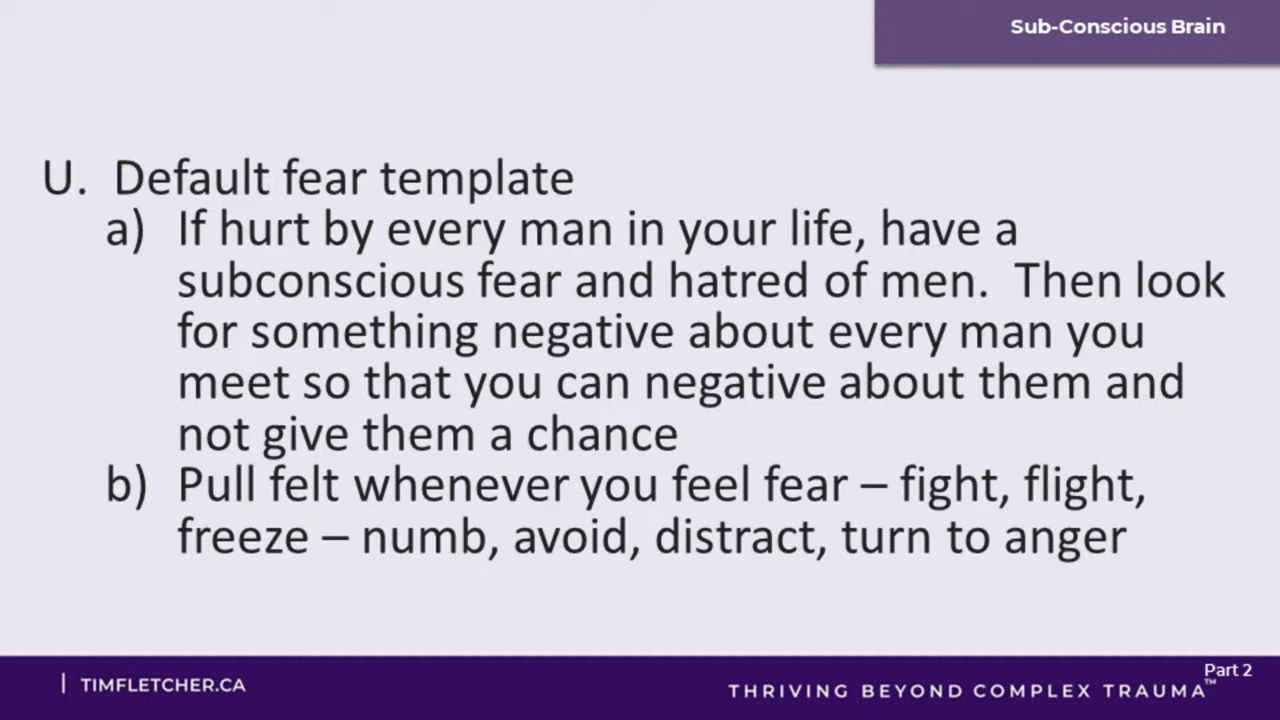 Sub-Conscious Brain
U. Default fear template
a) If hurt by every man in your life, have a
subconscious fear and hatred of men. Then look
for something negative about every man you
meet so that you can negative about them and
not give them a chance
b) Pull felt whenever you feel fear – fight, flight,
freeze – numb, avoid, distract, turn to anger
| TIMFLETCHER.CA
THRIVING BEYOND COMPLEX TRAUMA™
Part 2